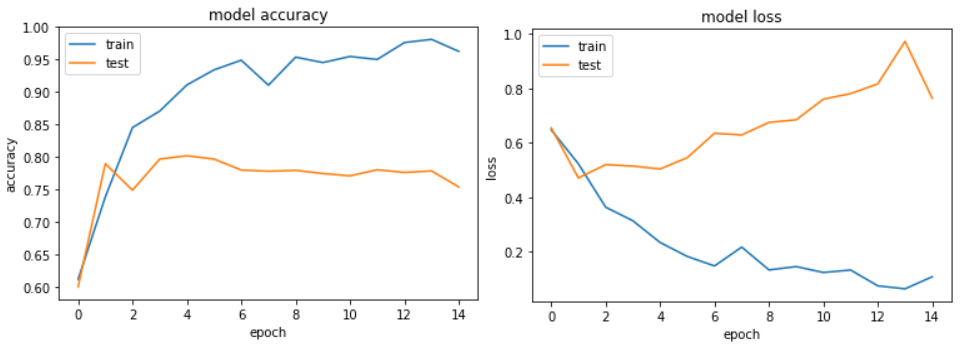 model accuracy
train
test
1.00
0.95
0.90
0.85
0.80
0.75
0.70
0.65
0.60
accuracy
0 2 4 6 8 10 12 14
epoch
model loss
train
test
1.0
0.8
0.6
0.4
0.2
loss
0 2 4 6 8 10 12 14
epoch